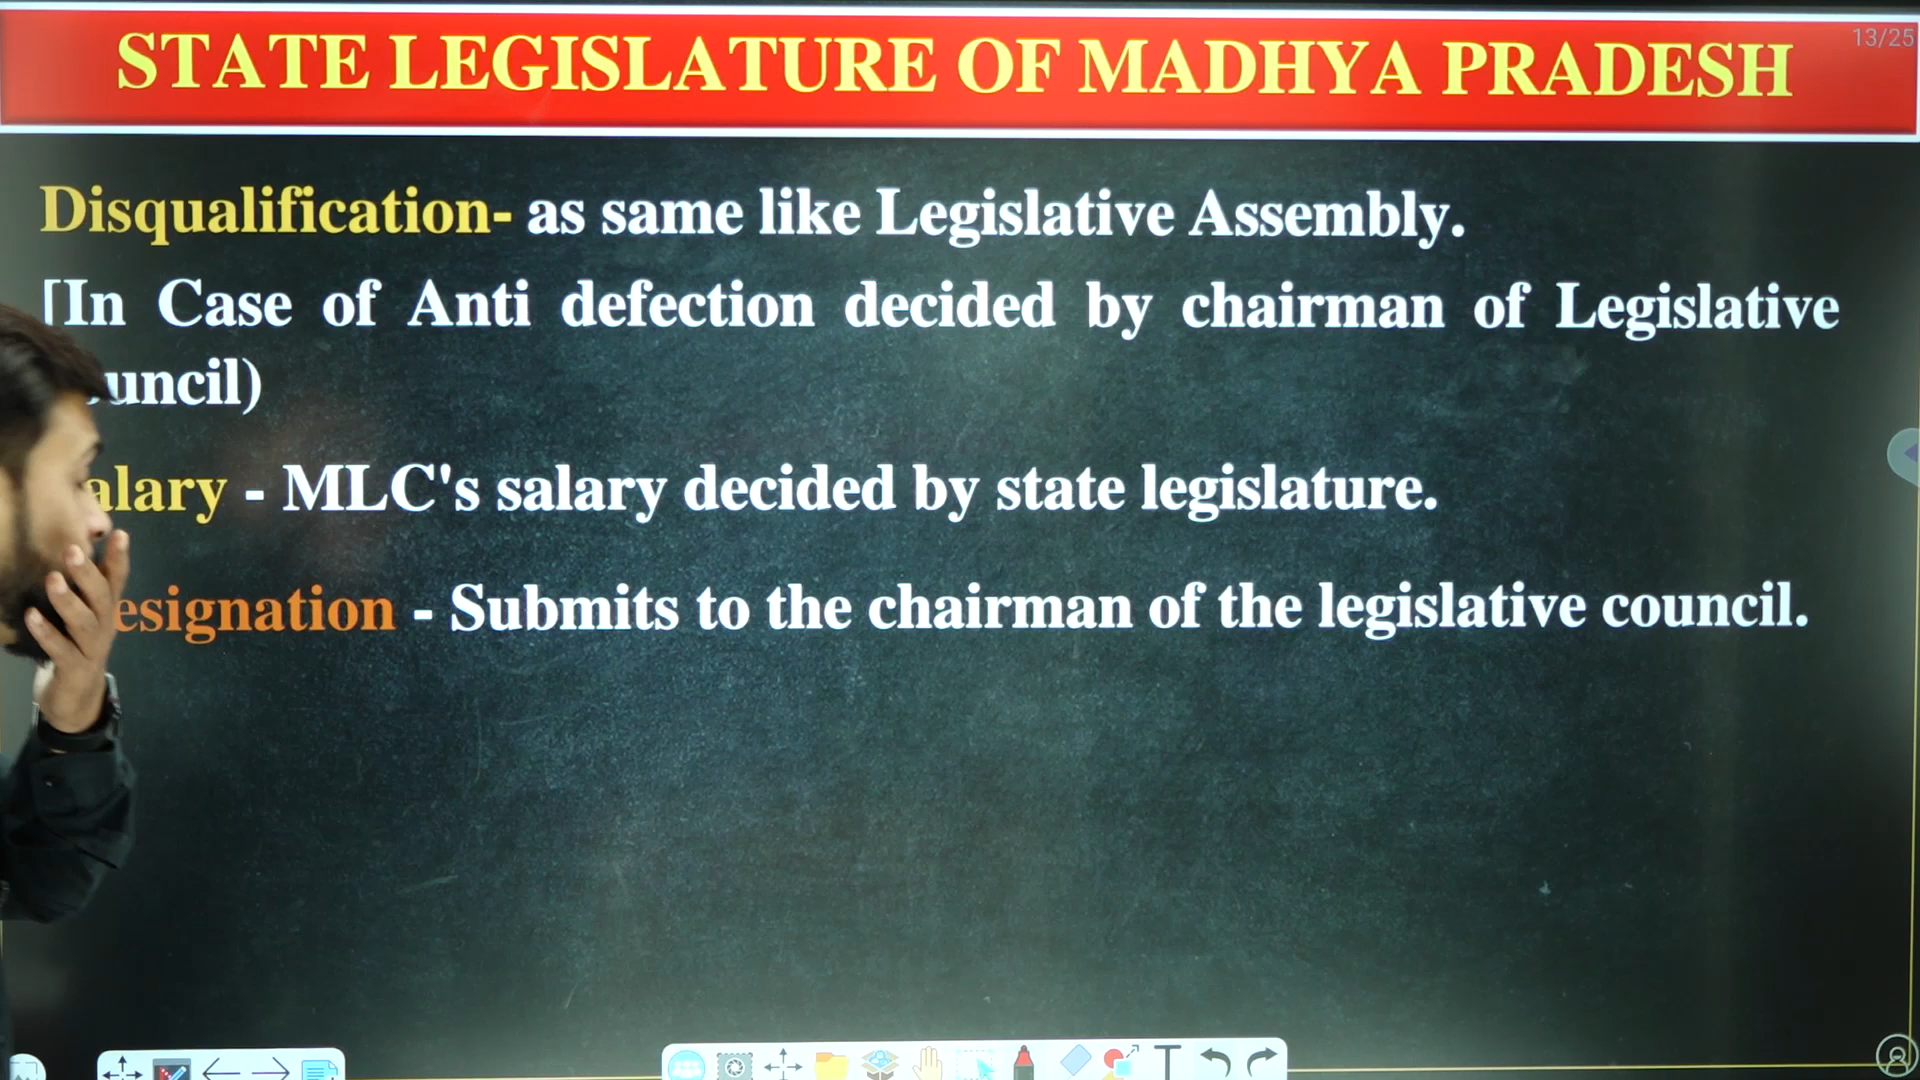 STATE LEGISLATURE OF MADHYA PRADESH
13/25
Disqualification- as same like Legislative Assembly.
[In Case of Anti defection decided by chairman of Legislative
uncil)
alary - MLC's salary decided by state legislature.
esignation - Submits to the chairman of the legislative council.